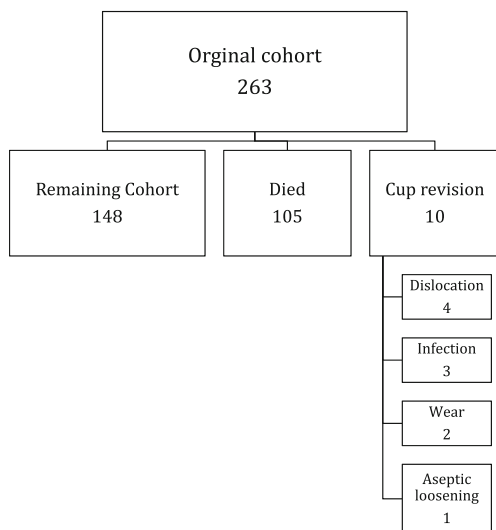 Orginal cohort
263
Remaining Cohort
148
Died
105
Cup revision
10
Dislocation
4
Infection
3
Wear
2
Aseptic
loosening
1